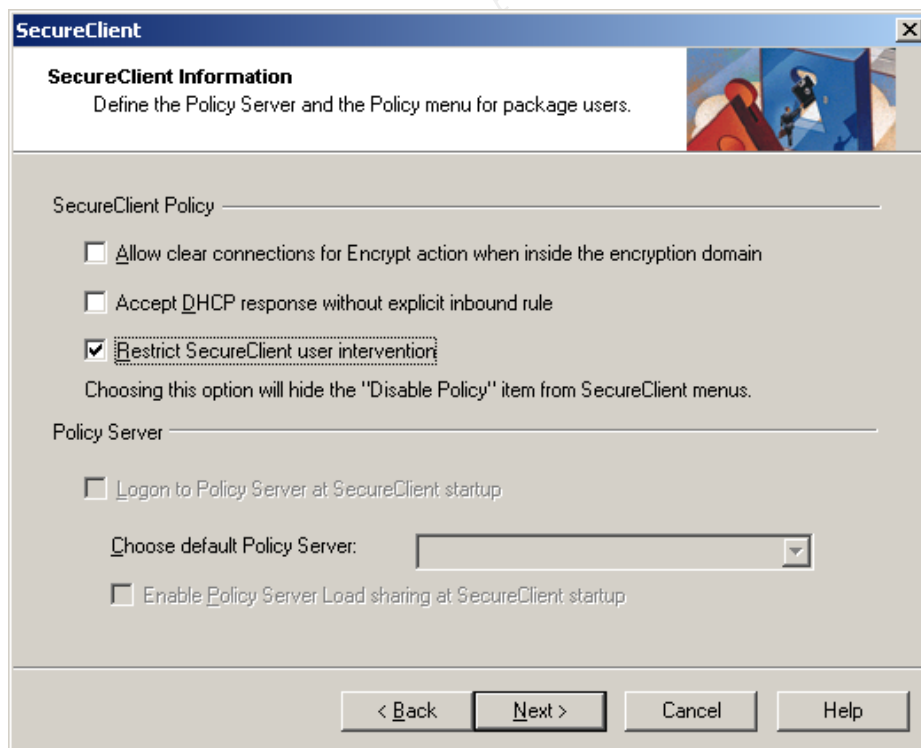 SecureClient
SecureClient Information
Define the Policy Server and the Policy menu for package users.
SecureClient Policy
Allow clear connections for Encrypt action when inside the encryption domain
Accept DHCP response without explicit inbound rule
Restrict SecureClient user intervention
Choosing this option will hide the "Disable Policy" item from SecureClient menus.
Policy Server
Logon to Policy Server at SecureClient startup
Choose default Policy Server:
Enable Policy Server Load sharing at SecureClient startup
< Back Next > Cancel Help